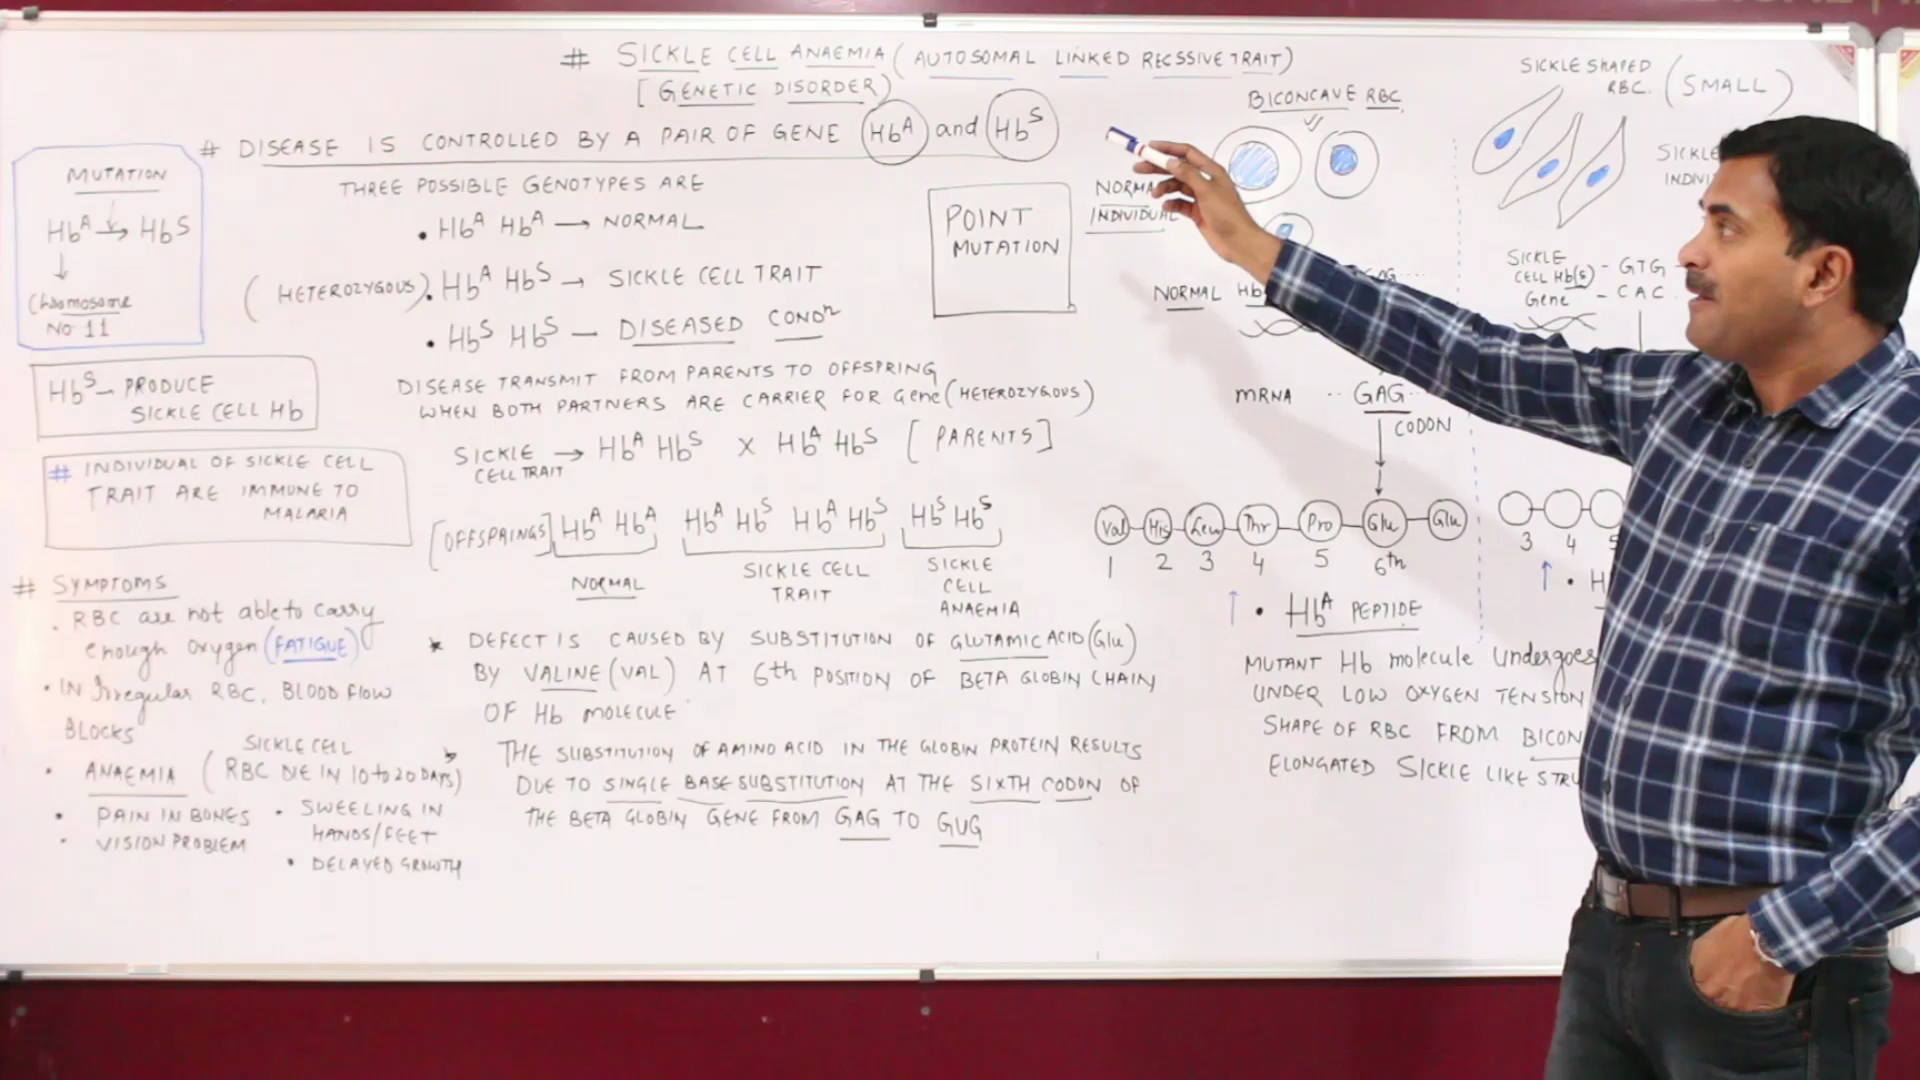 # SICKLE CELL ANAEMIA (AUTOSOMAL LINKED RECSSIVE TRAIT)
[GENETIC DISORDER)
# DISEASE IS CONTROLLED BY A PAIR OF GENE HbA and HbS
THREE POSSIBLE GENOTYPES ARE
• HbA HbA → NORMAL
(HETEROZYGOUS) • HbA HbS → SICKLE CELL TRAIT
• HbS HbS — DISEASED CONDn
DISEASE TRANSMIT FROM PARENTS TO OFFSPRING
WHEN BOTH PARTNERS ARE CARRIER FOR Gene (HETEROZYGOUS)
SICKLE → HbA HbS X HbA HbS [PARENTS]
CELL TRAIT
[OFFSPRINGS] HbA HbA HbA HbS HbA HbS HbS HbS
NORMAL
SICKLE CELL
TRAIT
SICKLE
CELL
ANAEMIA
* DEFECT IS CAUSED BY SUBSTITUTION OF GLUTAMIC ACID (Glu)
BY VALINE (VAL) AT 6th POSITION OF BETA GLOBIN CHAIN
OF Hb MOLECULE
THE SUBSTITUTION OF AMINO ACID IN THE GLOBIN PROTEIN RESULTS
DUE TO SINGLE BASE SUBSTITUTION AT THE SIXTH CODON OF
THE BETA GLOBIN GENE FROM GAG TO GUG
MUTATION
HbA → HbS
↓
Chromosome
No 11
HbS — PRODUCE
SICKLE CELL Hb
# INDIVIDUAL OF SICKLE CELL
TRAIT ARE IMMUNE TO
MALARIA
# SYMPTOMS
• RBC are not able to carry
enough oxygen (FATIGUE)
• IN Irregular RBC, BLOOD FLOW
BLOCKS
SICKLE CELL
• ANAEMIA (RBC DIE IN 10 to 20 DAYS)
• PAIN IN BONES
• VISION PROBLEM
• SWEELING IN
HANDS/FEET
• DELAYED GROWTH
POINT
MUTATION
BICONCAVE RBC
NORMA
INDIVIDUAL
NORMAL Hb
GAG
mRNA ·· GAG
CODON
Val His Leu Thr Pro Glu Glu
1 2 3 4 5 6th
↑ • HbA PEPTIDE
MUTANT Hb molecule Undergoes
UNDER LOW OXYGEN TENSION
SHAPE OF RBC FROM BICON
ELONGATED SICKLE LIKE STRU
SICKLE SHAPED
RBC. (SMALL)
SICKLE
INDIVI
SICKLE
CELL Hb(s) - GTG
Gene - CAC
3 4 5
↑ • H